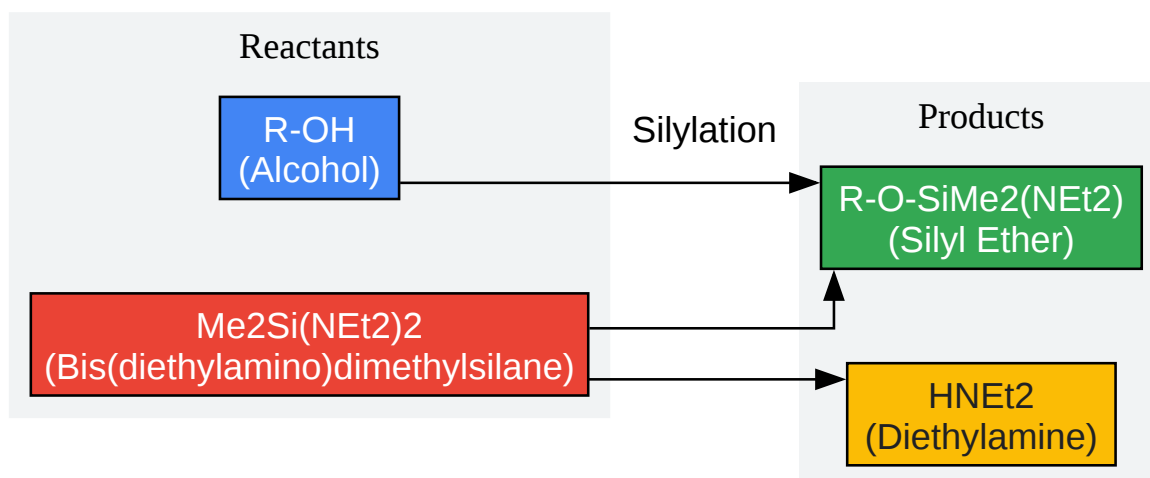 Reactants
R-OH
(Alcohol)
Silylation
Products
R-O-SiMe2(NEt2)
(Silyl Ether)
Me2Si(NEt2)2
(Bis(diethylamino)dimethylsilane)
HNEt2
(Diethylamine)